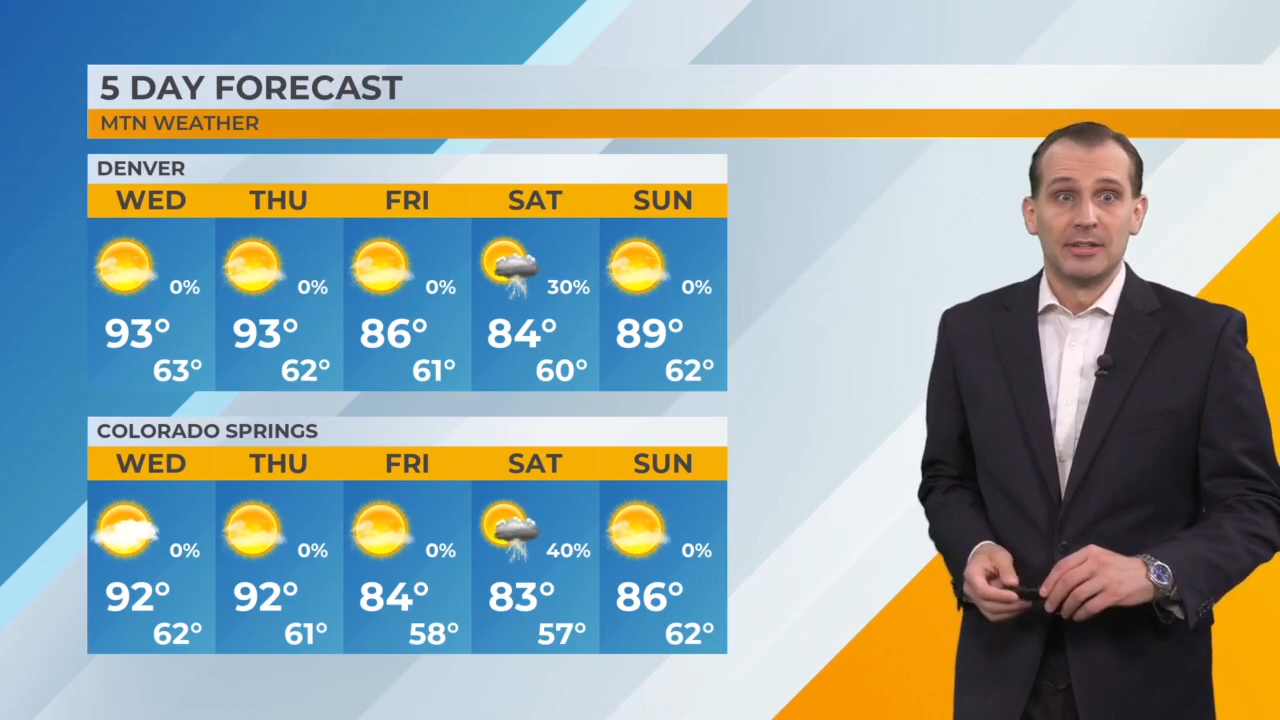 5 DAY FORECAST
MTN WEATHER
DENVER
WED THU FRI SAT SUN
0% 0% 0% 30% 0%
93° 93° 86° 84° 89°
63° 62° 61° 60° 62°
COLORADO SPRINGS
WED THU FRI SAT SUN
0% 0% 0% 40% 0%
92° 92° 84° 83° 86°
62° 61° 58° 57° 62°